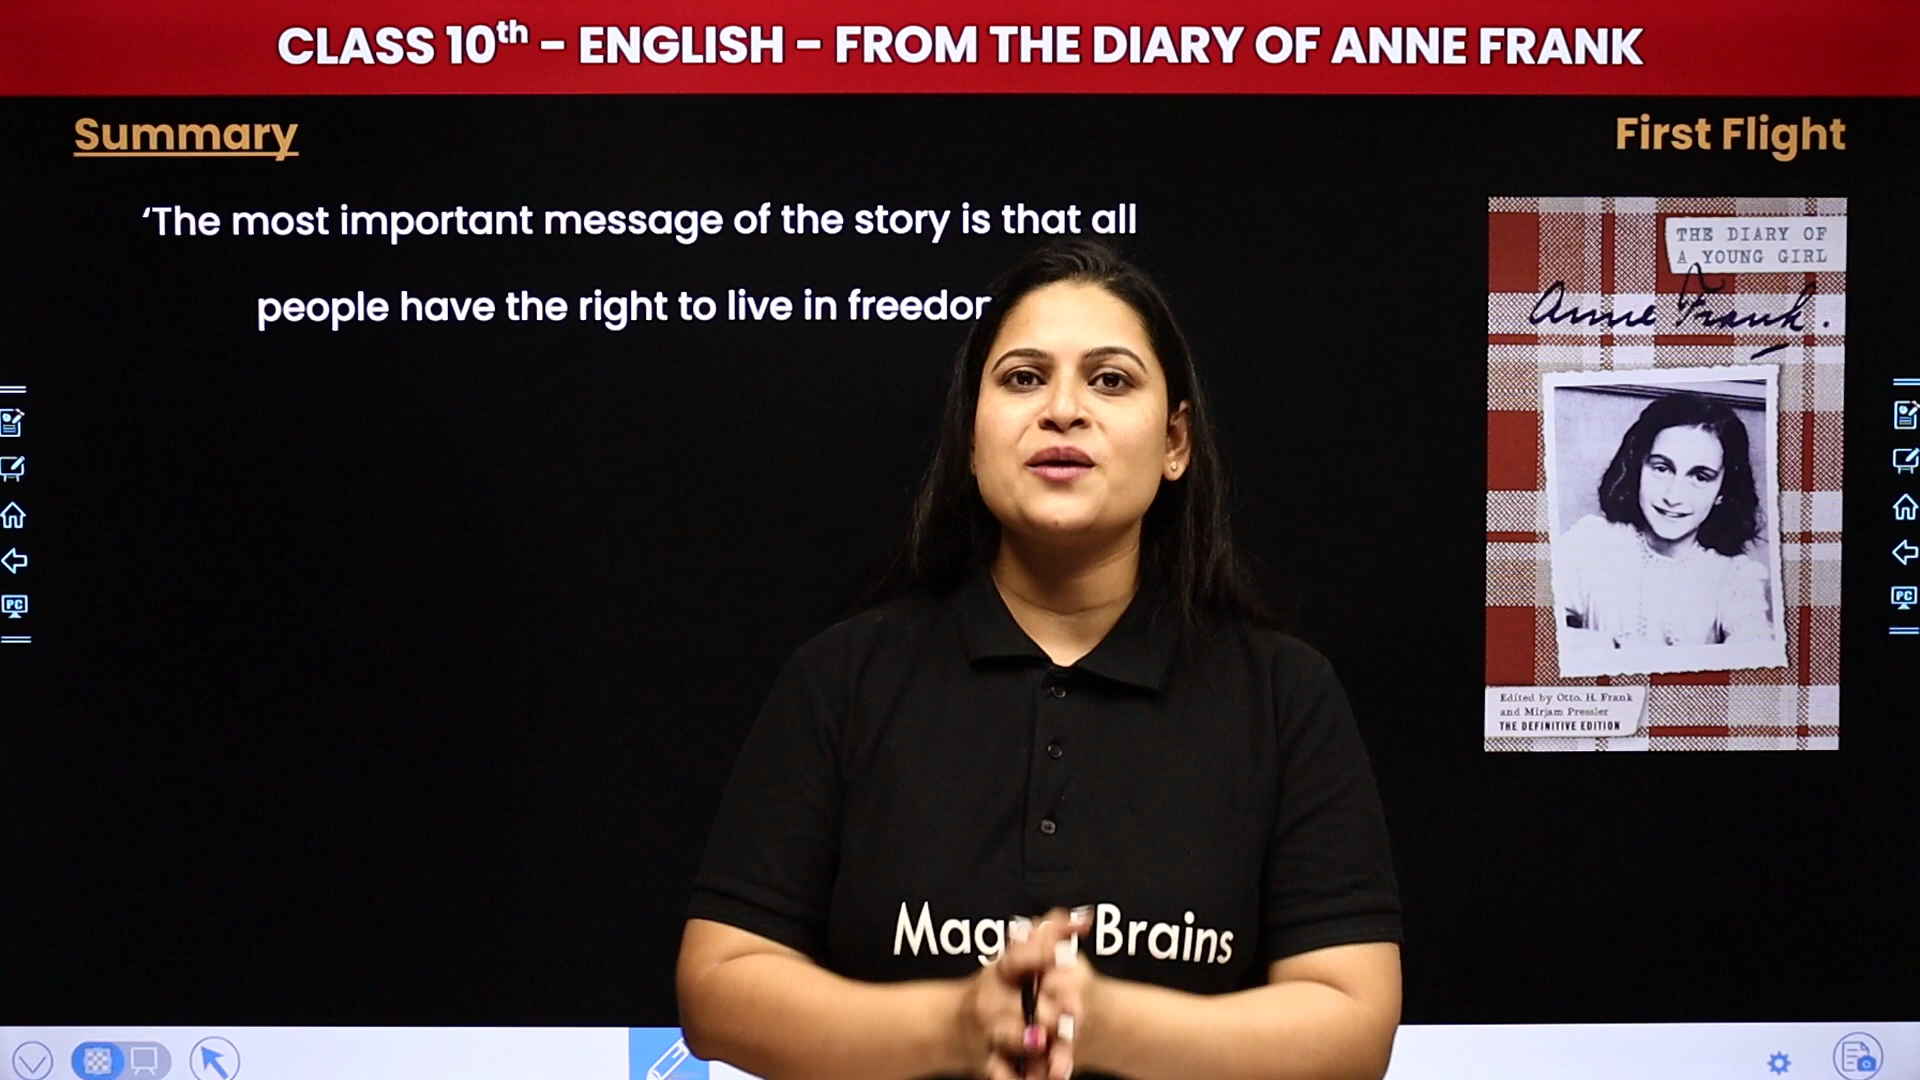 CLASS 10th - ENGLISH - FROM THE DIARY OF ANNE FRANK
Summary
First Flight
‘The most important message of the story is that all
people have the right to live in
THE DIARY OF
A YOUNG GIRL
Anne Frank.
Edited by Otto. H. Frank
and Mirjam Pressler
THE DEFINITIVE EDITION
PC
PC
Brains